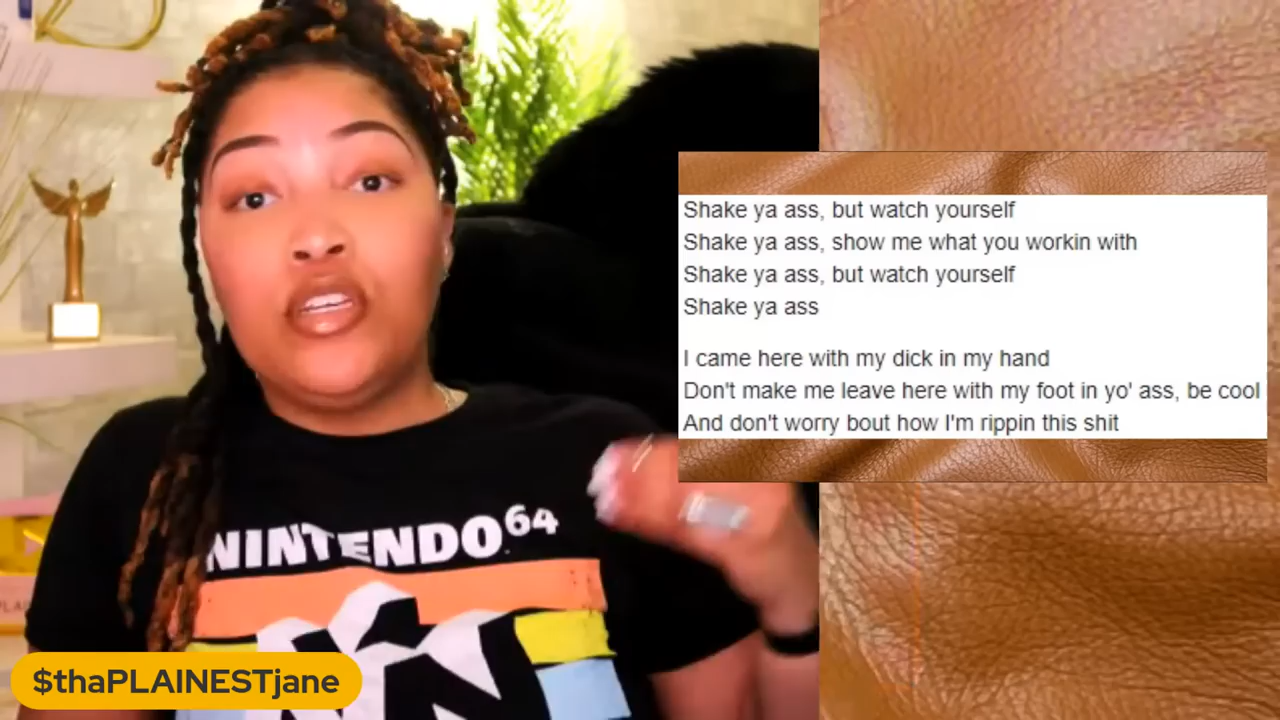 Shake ya ass, but watch yourself
Shake ya ass, show me what you workin with
Shake ya ass, but watch yourself
Shake ya ass
I came here with my dick in my hand
Don't make me leave here with my foot in yo' ass, be cool
And don't worry bout how I'm rippin this shit
NINTENDO64
$thaPLAINESTjane